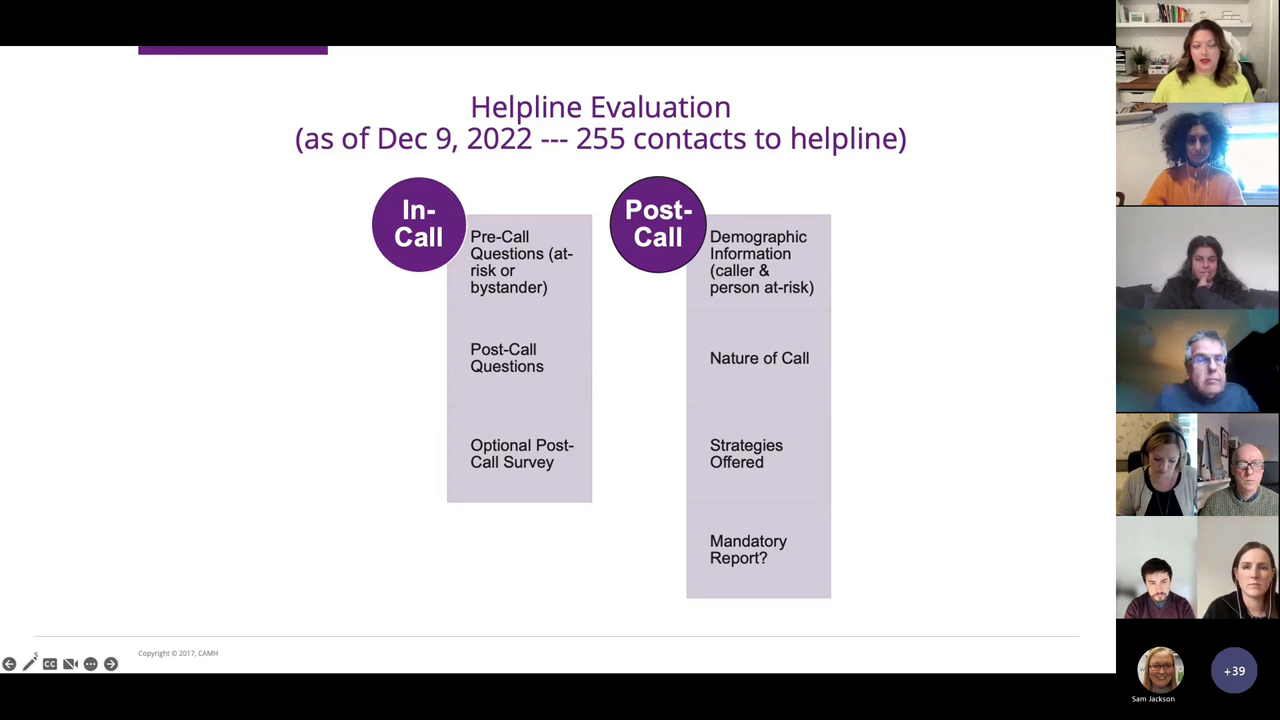 Helpline Evaluation
(as of Dec 9, 2022 --- 255 contacts to helpline)
In-
Call
Pre-Call
Questions (at-
risk or
bystander)
Post-Call
Questions
Optional Post-
Call Survey
Post-
Call
Demographic
Information
(caller &
person at-risk)
Nature of Call
Strategies
Offered
Mandatory
Report?
5
Copyright © 2017, CAMH
CC
Sam Jackson
+39